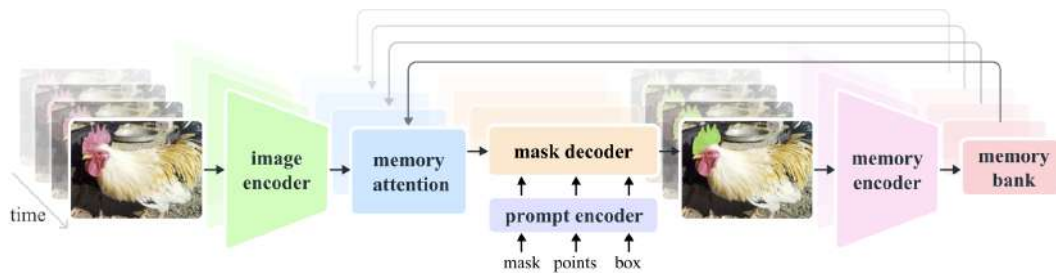 time
image
encoder
memory
attention
mask decoder
prompt encoder
mask points box
memory
encoder
memory
bank